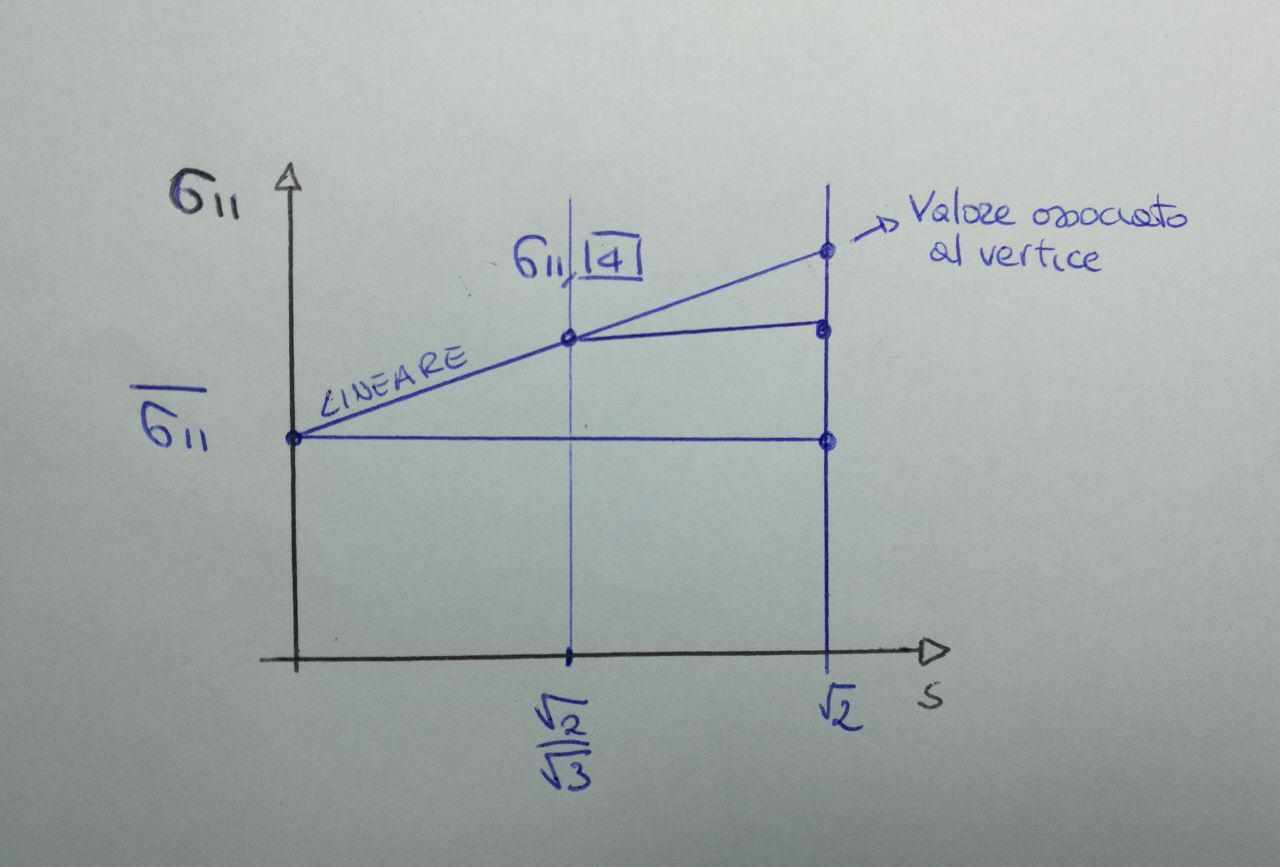 σ11
σ11,4
Valore associato
al vertice
LINEARE
σ̅11
√2
√3
√2
S